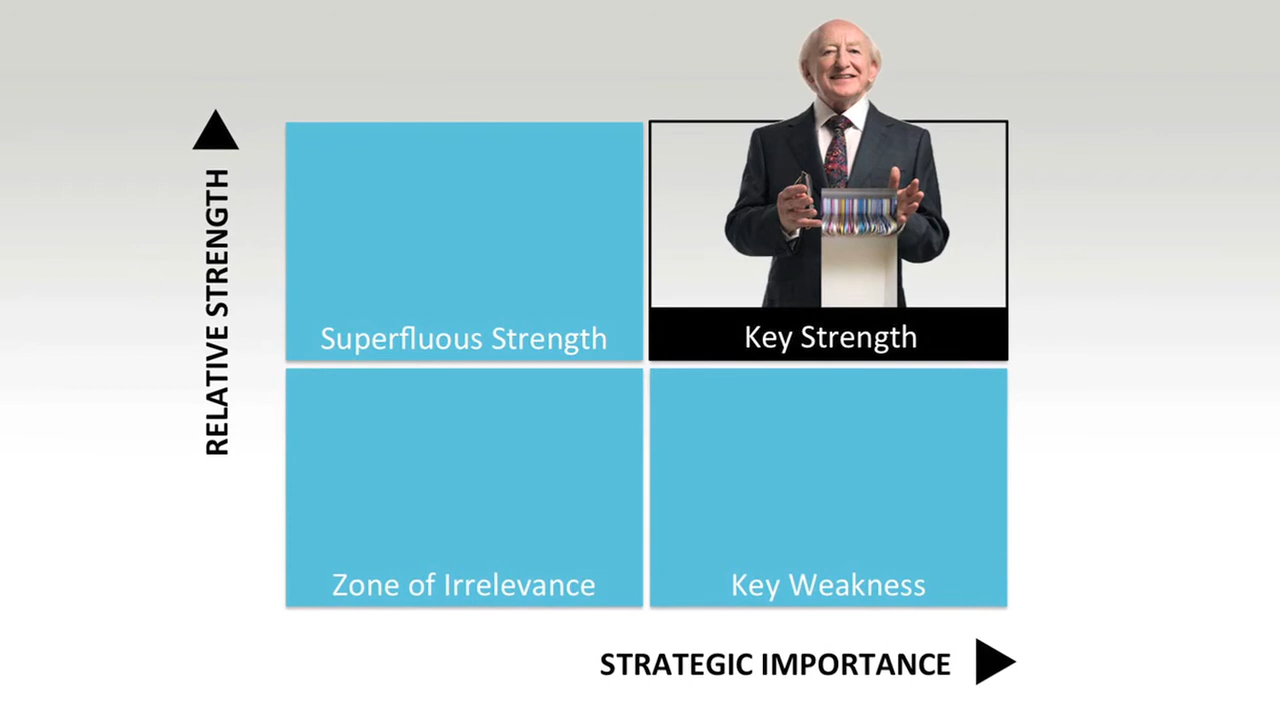 RELATIVE STRENGTH
Superfluous Strength
Key Strength
Zone of Irrelevance
Key Weakness
STRATEGIC IMPORTANCE